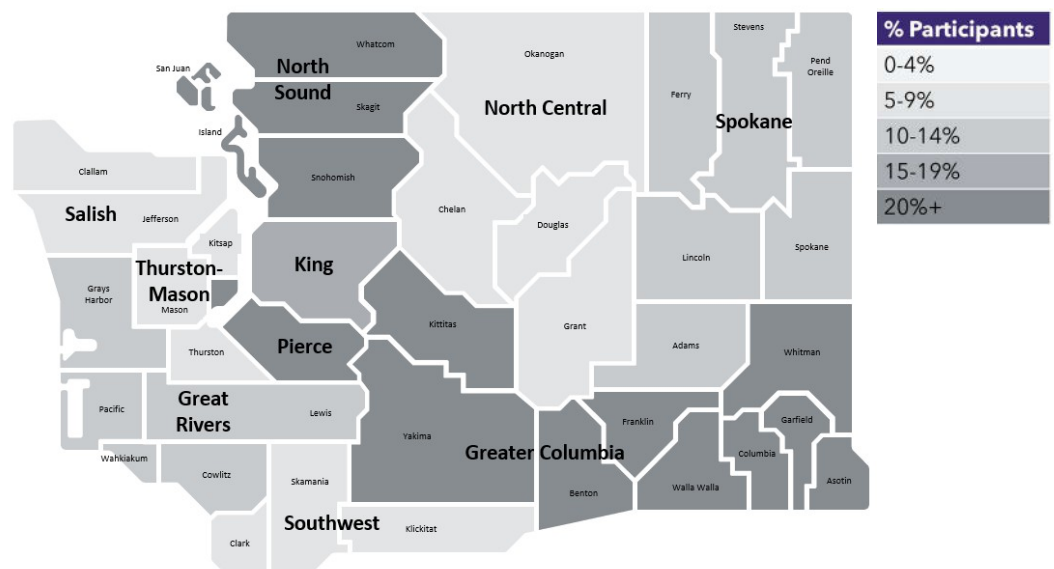 % Participants
0-4%
5-9%
10-14%
15-19%
20%+
Whatcom
San Juan
North
Sound
Skagit
Island
Snohomish
Okanogan
North Central
Ferry
Stevens
Pend
Oreille
Spokane
Clallam
Salish
Jefferson
Kitsap
Chelan
Douglas
Lincoln
Spokane
King
Thurston-
Mason
Mason
Grays
Harbor
Kittitas
Grant
Adams
Whitman
Thurston
Pierce
Great
Rivers
Pacific
Lewis
Wahkiakum
Cowlitz
Yakima
Greater Columbia
Franklin
Benton
Walla Walla
Columbia
Garfield
Asotin
Skamania
Southwest
Klickitat
Clark